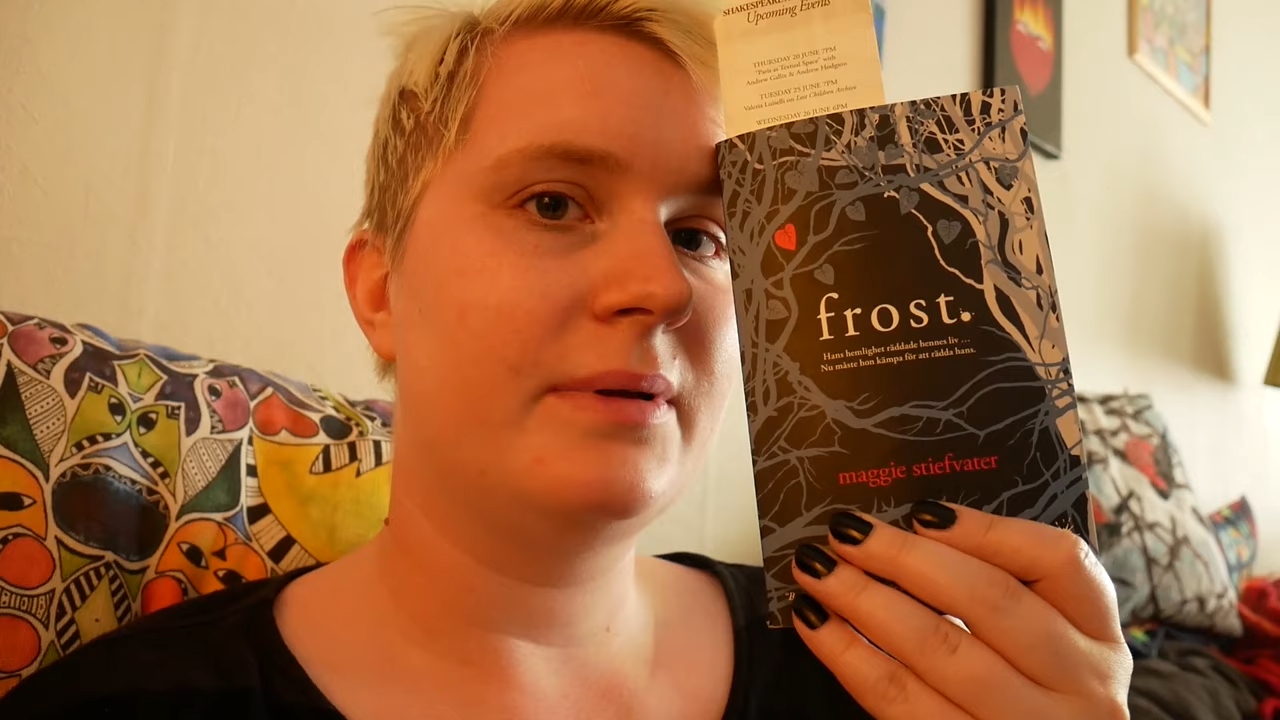 SHAKESPEARE
Upcoming Events
THURSDAY 20 JUNE 7PM
"Paris as Textual Space" with
Andrew Gallix & Andrew Hodgson
TUESDAY 25 JUNE 7PM
Valeria Luiselli on Lost Children Archive
WEDNESDAY 26 JUNE 6PM
frost.
Hans hemlighet räddade hennes liv ...
Nu måste hon kämpa för att rädda hans.
maggie stiefvater